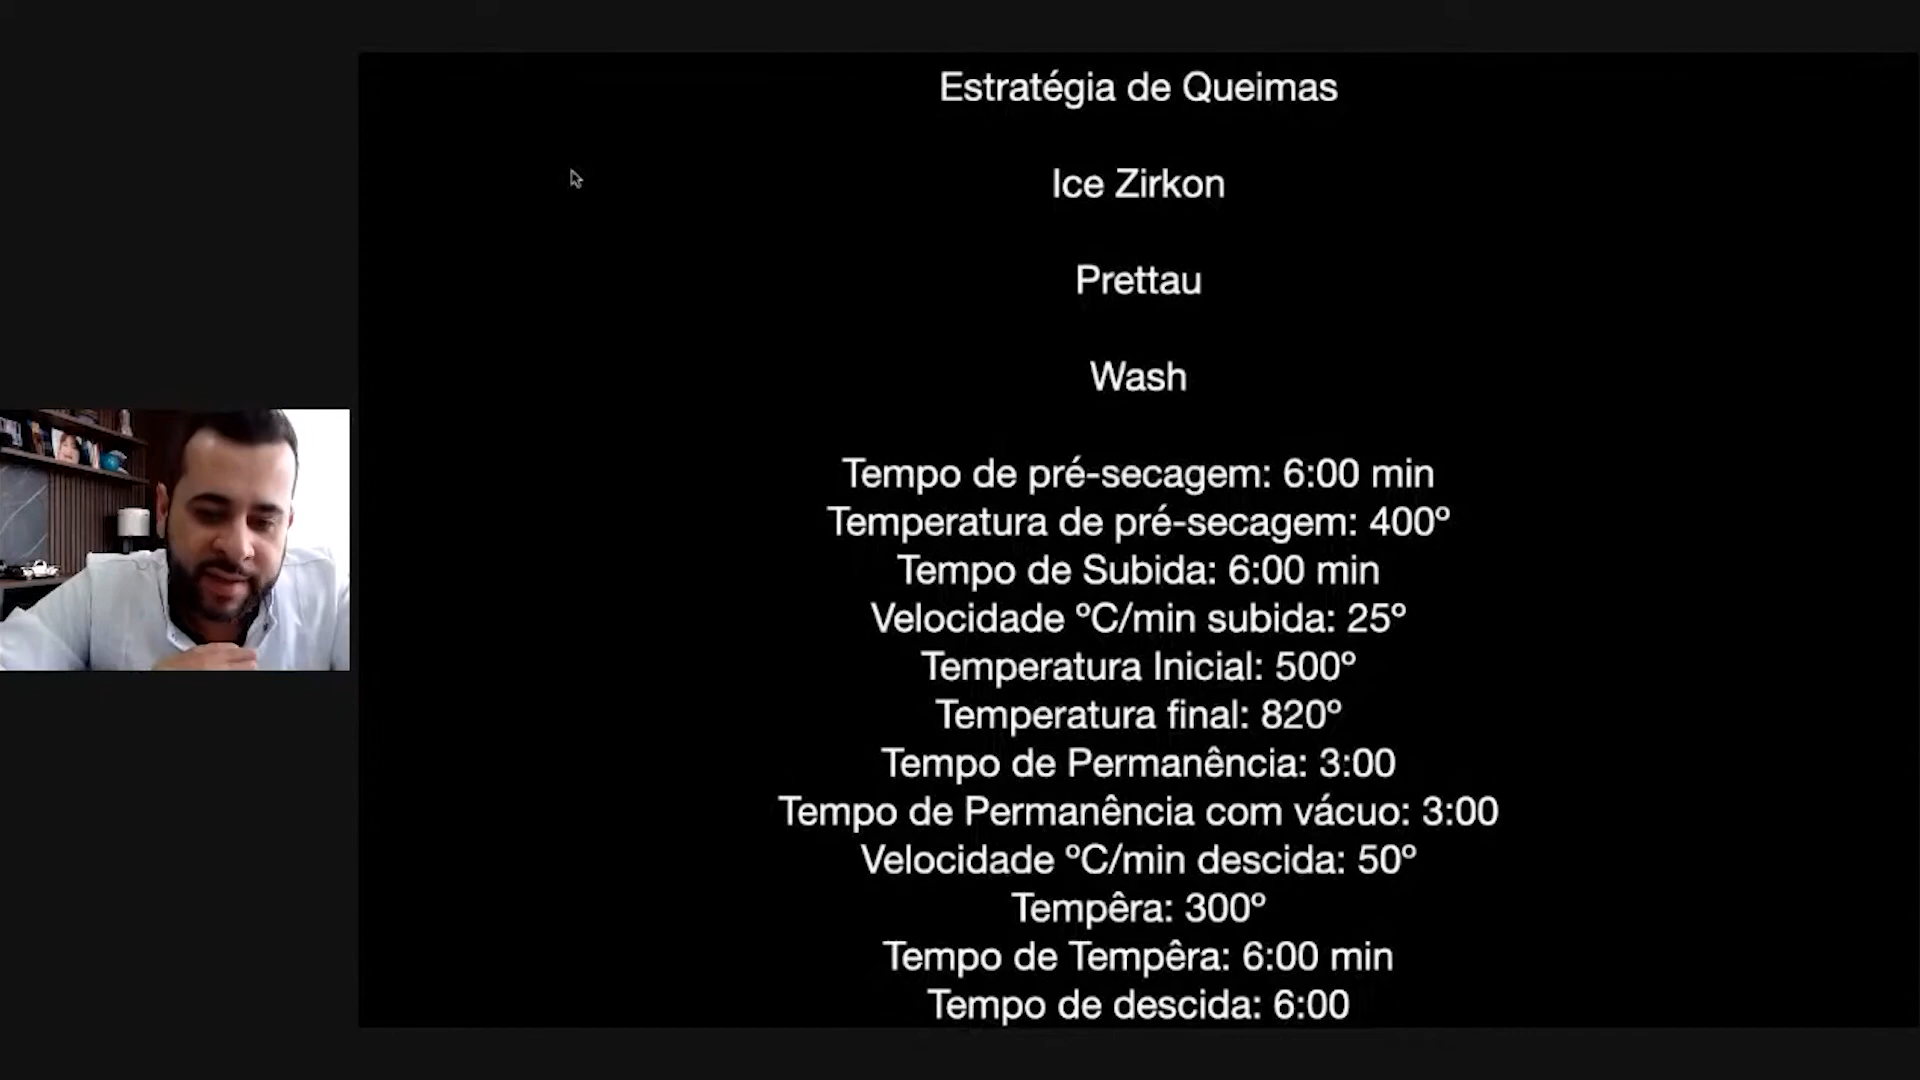 Estratégia de Queimas
Ice Zirkon
Prettau
Wash
Tempo de pré-secagem: 6:00 min
Temperatura de pré-secagem: 400º
Tempo de Subida: 6:00 min
Velocidade ºC/min subida: 25º
Temperatura Inicial: 500º
Temperatura final: 820º
Tempo de Permanência: 3:00
Tempo de Permanência com vácuo: 3:00
Velocidade ºC/min descida: 50º
Tempêra: 300º
Tempo de Tempêra: 6:00 min
Tempo de descida: 6:00